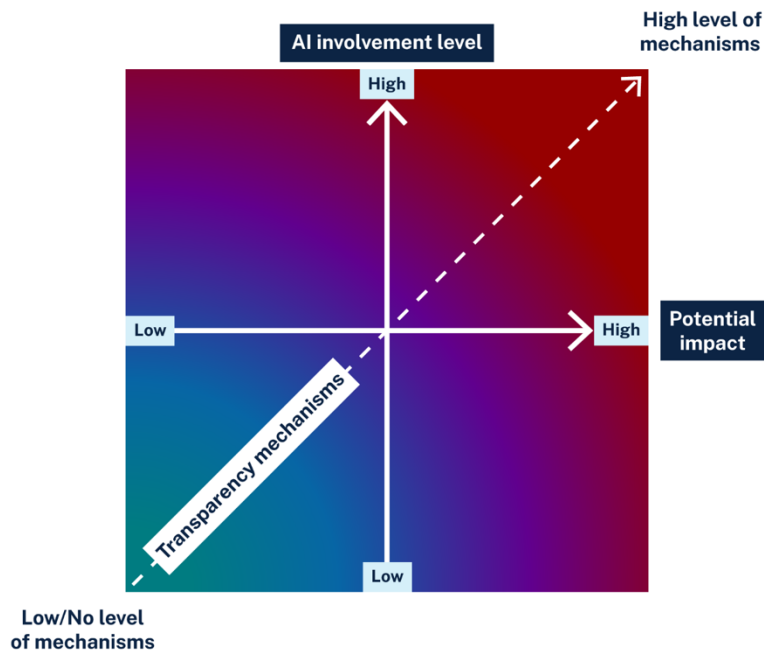 High level of
mechanisms
AI involvement level
High
Low
High
Potential
impact
Transparency mechanisms
Low
Low/No level
of mechanisms